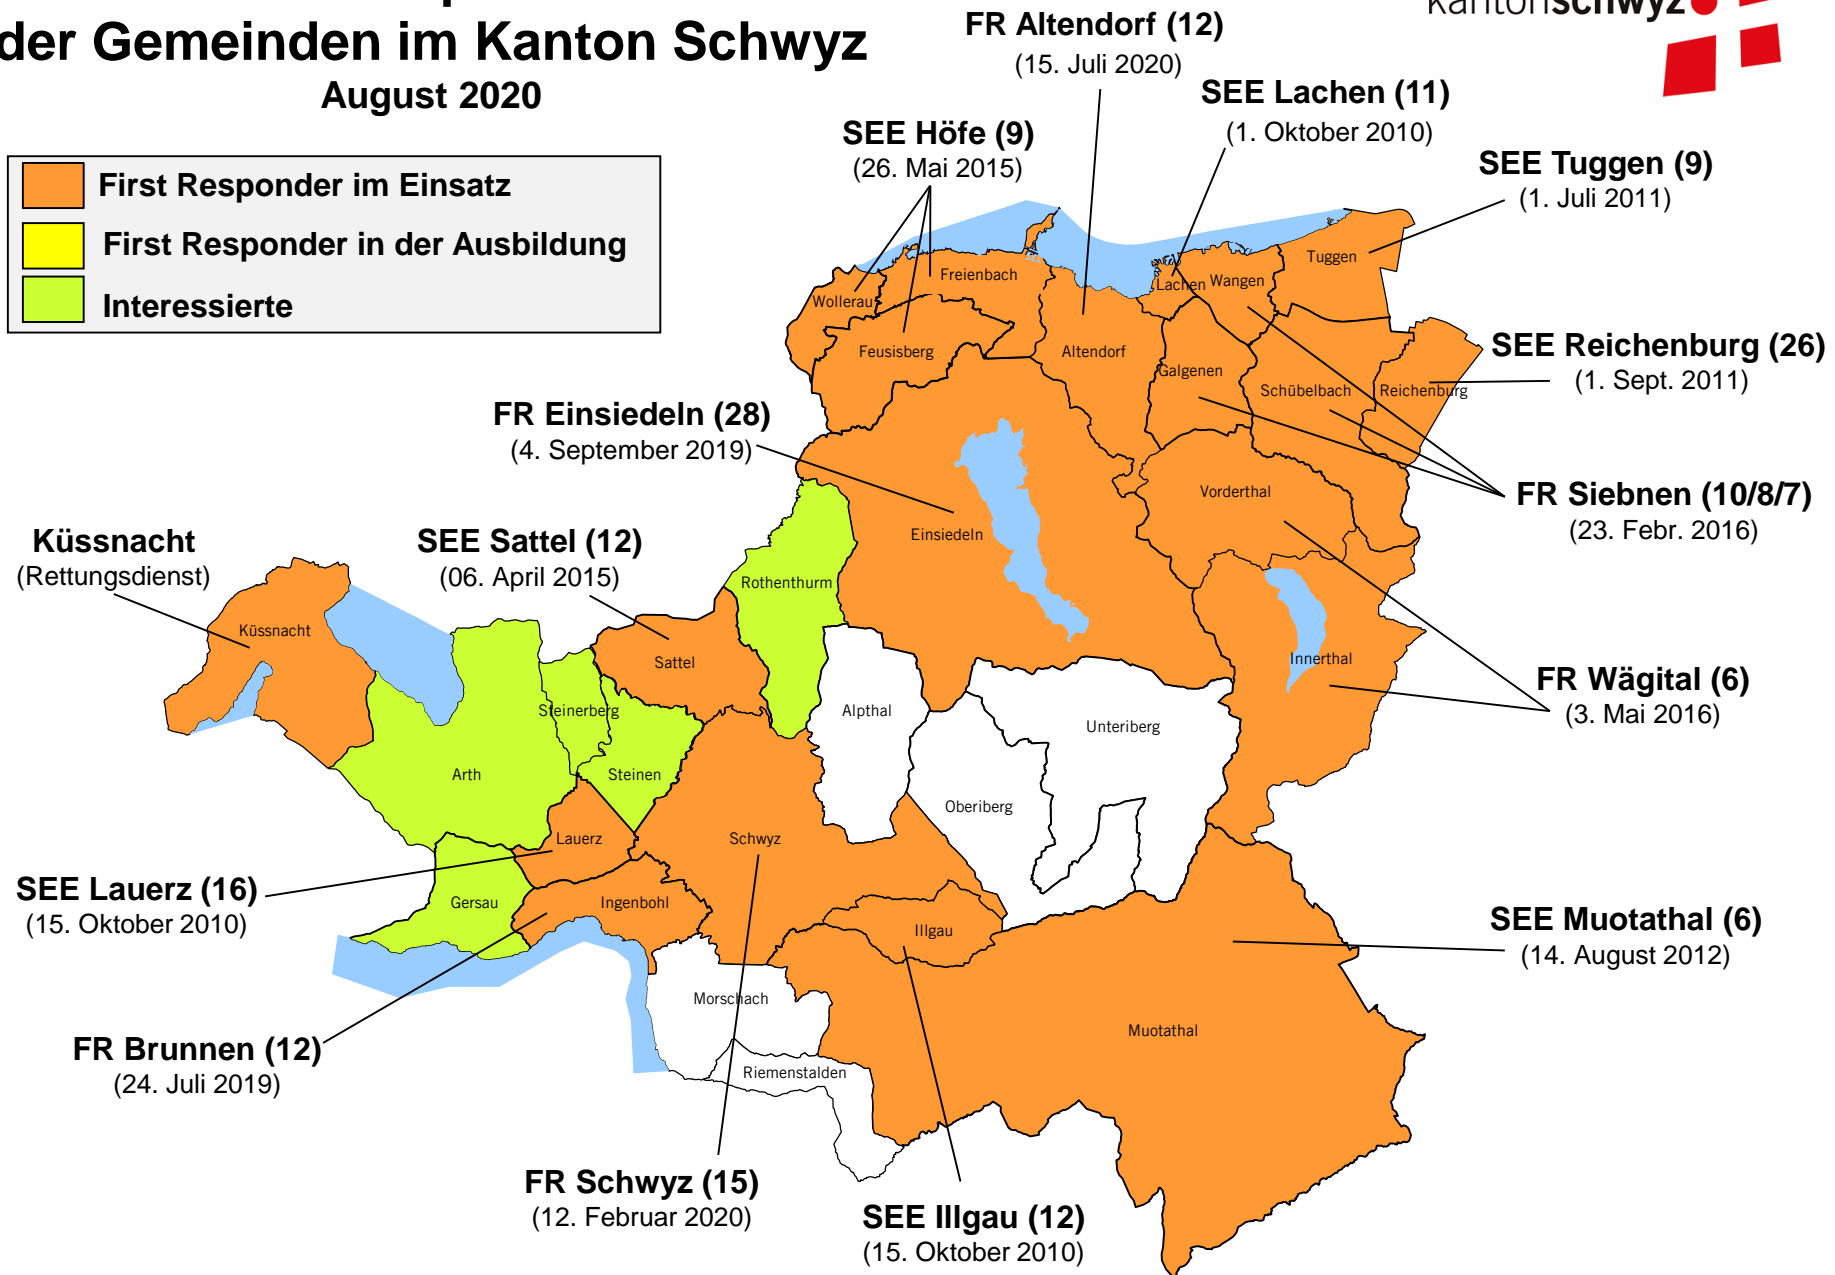 der Gemeinden im Kanton Schwyz
August 2020
kantonschwyz
First Responder im Einsatz
First Responder in der Ausbildung
Interessierte
FR Altendorf (12)
(15. Juli 2020)
SEE Lachen (11)
(1. Oktober 2010)
SEE Höfe (9)
(26. Mai 2015)
SEE Tuggen (9)
(1. Juli 2011)
SEE Reichenburg (26)
(1. Sept. 2011)
FR Einsiedeln (28)
(4. September 2019)
FR Siebnen (10/8/7)
(23. Febr. 2016)
Küssnacht
(Rettungsdienst)
SEE Sattel (12)
(06. April 2015)
FR Wägital (6)
(3. Mai 2016)
SEE Lauerz (16)
(15. Oktober 2010)
SEE Muotathal (6)
(14. August 2012)
FR Brunnen (12)
(24. Juli 2019)
FR Schwyz (15)
(12. Februar 2020)
SEE Illgau (12)
(15. Oktober 2010)
Tuggen
Freienbach
Lachen
Wangen
Wollerau
Feusisberg
Altendorf
Galgenen
Schübelbach
Reichenburg
Vorderthal
Einsiedeln
Rothenthurm
Küssnacht
Sattel
Innerthal
Steinerberg
Alpthal
Unteriberg
Arth
Steinen
Oberiberg
Lauerz
Schwyz
Gersau
Ingenbohl
Illgau
Morschach
Muotathal
Riemenstalden